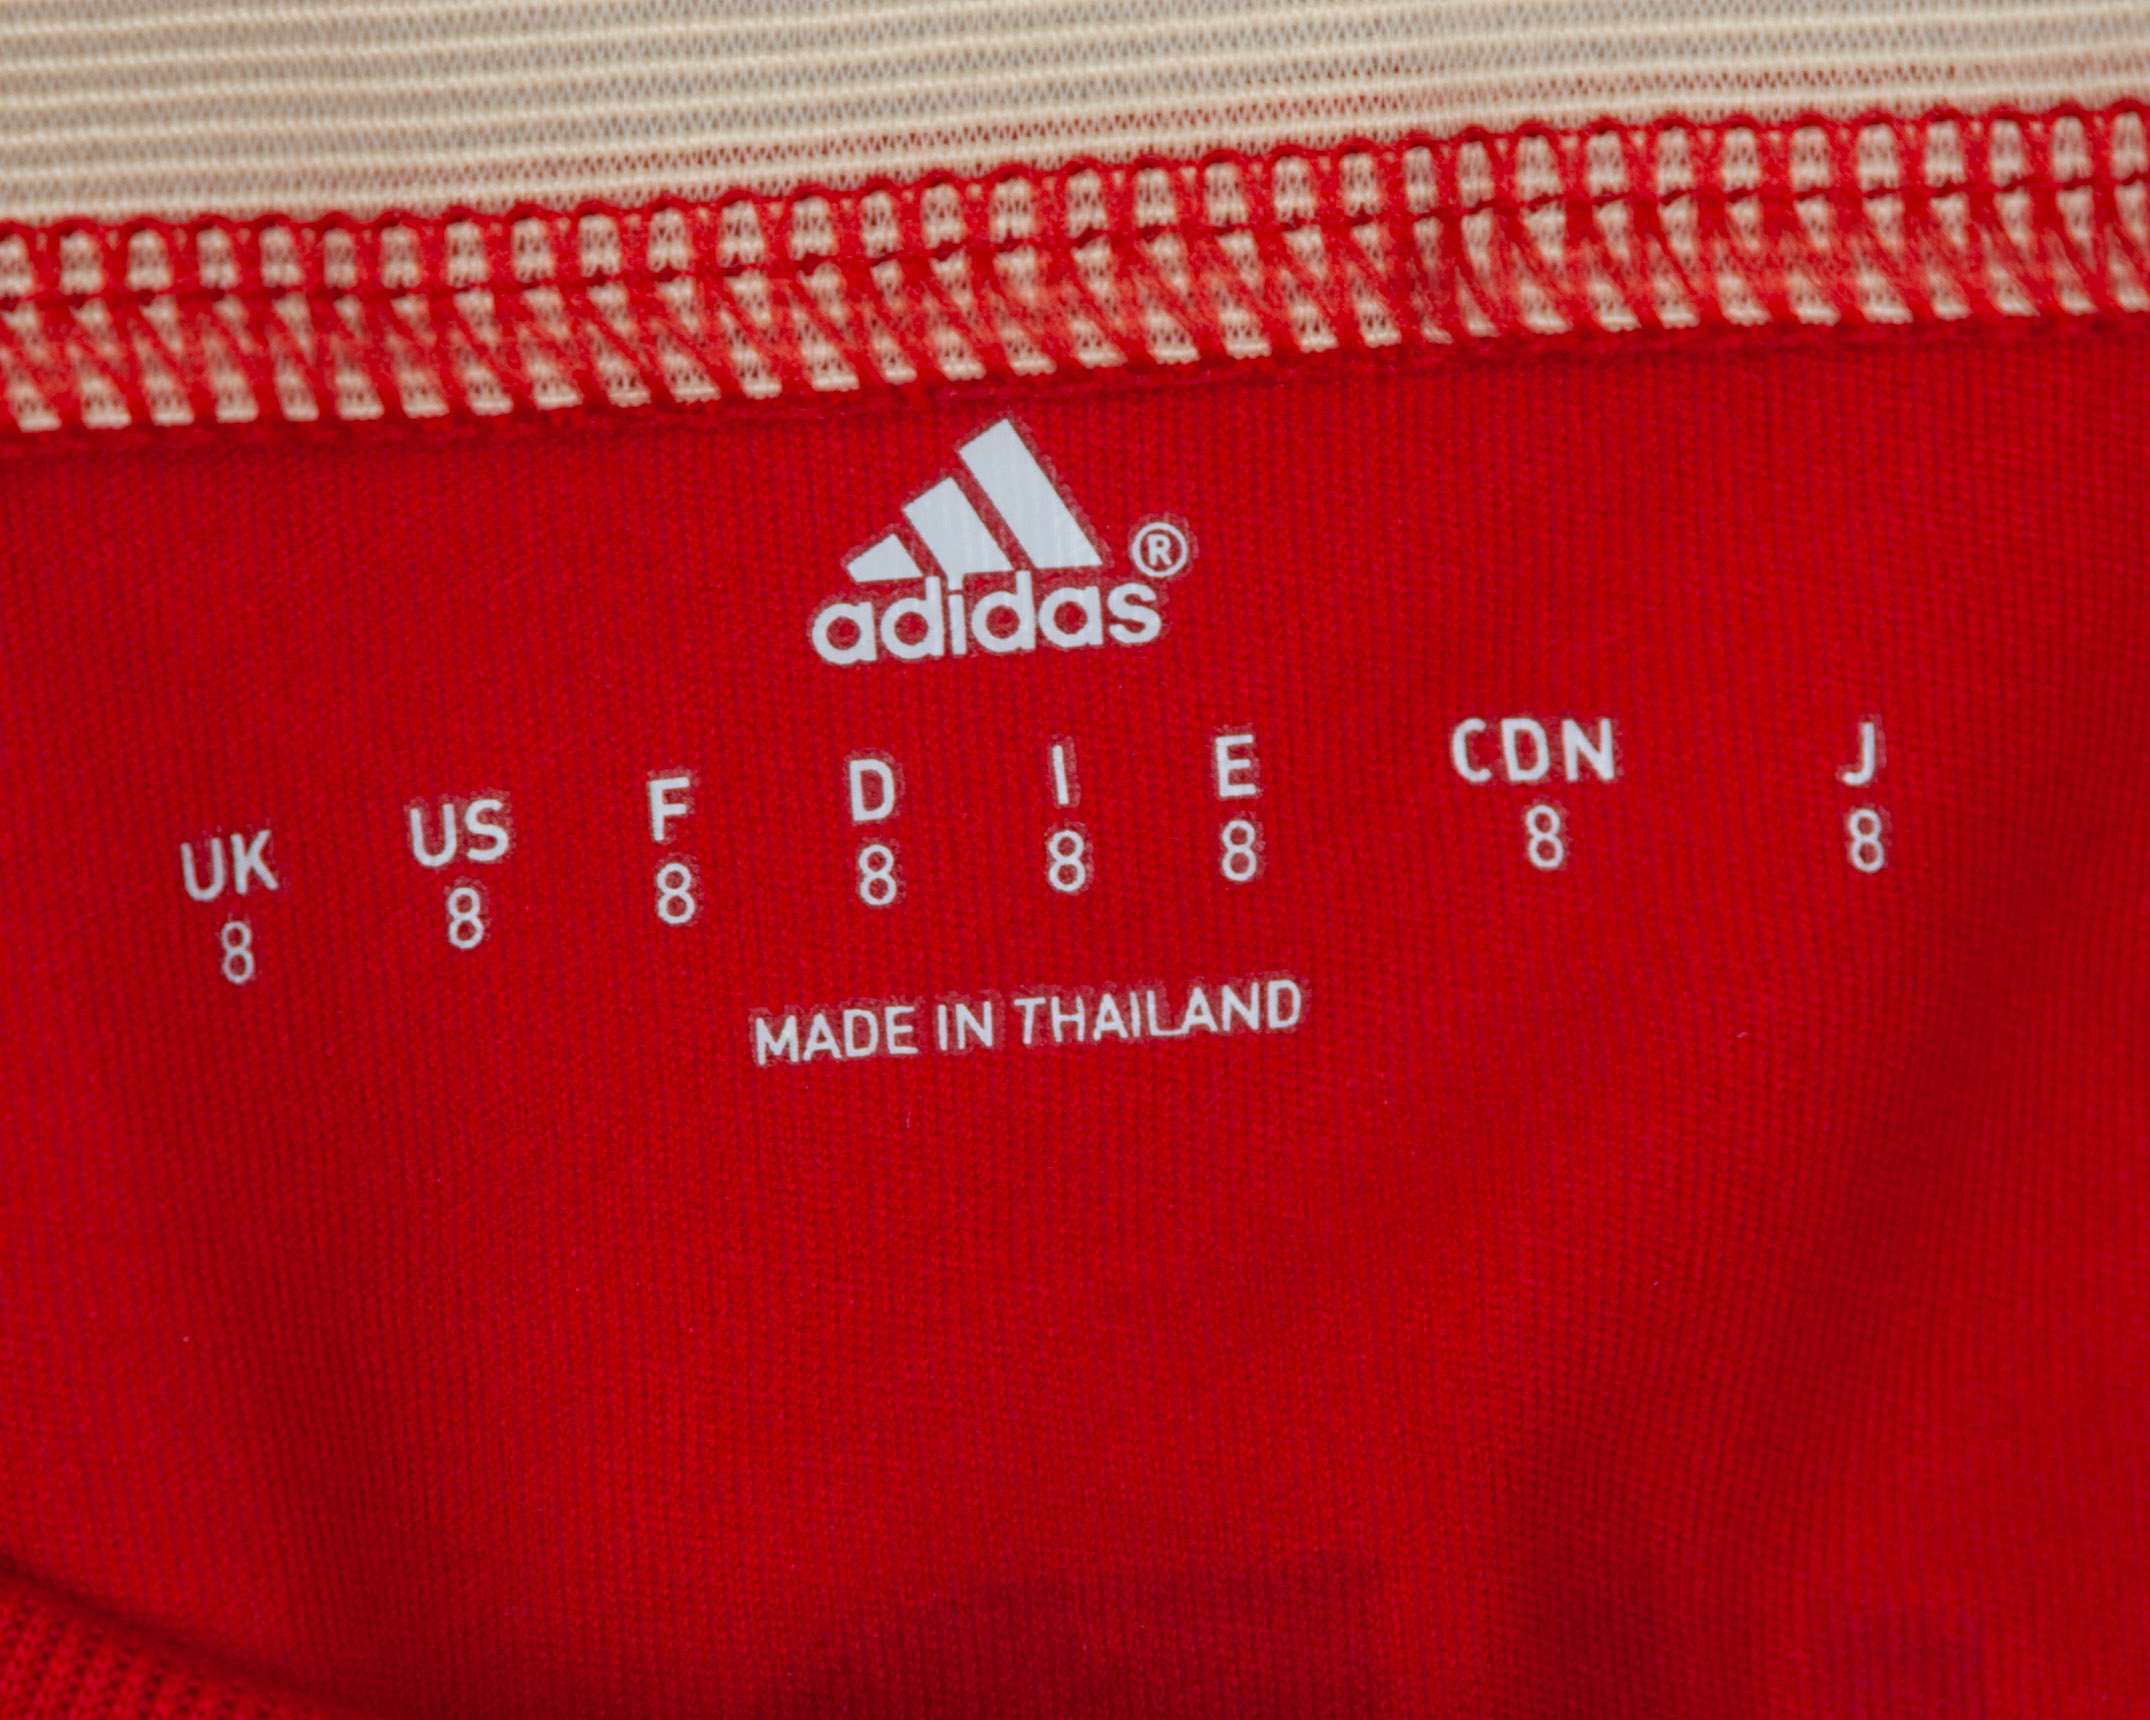 adidas®
UK US F D I E CDN J
8 8 8 8 8 8 8 8
MADE IN THAILAND